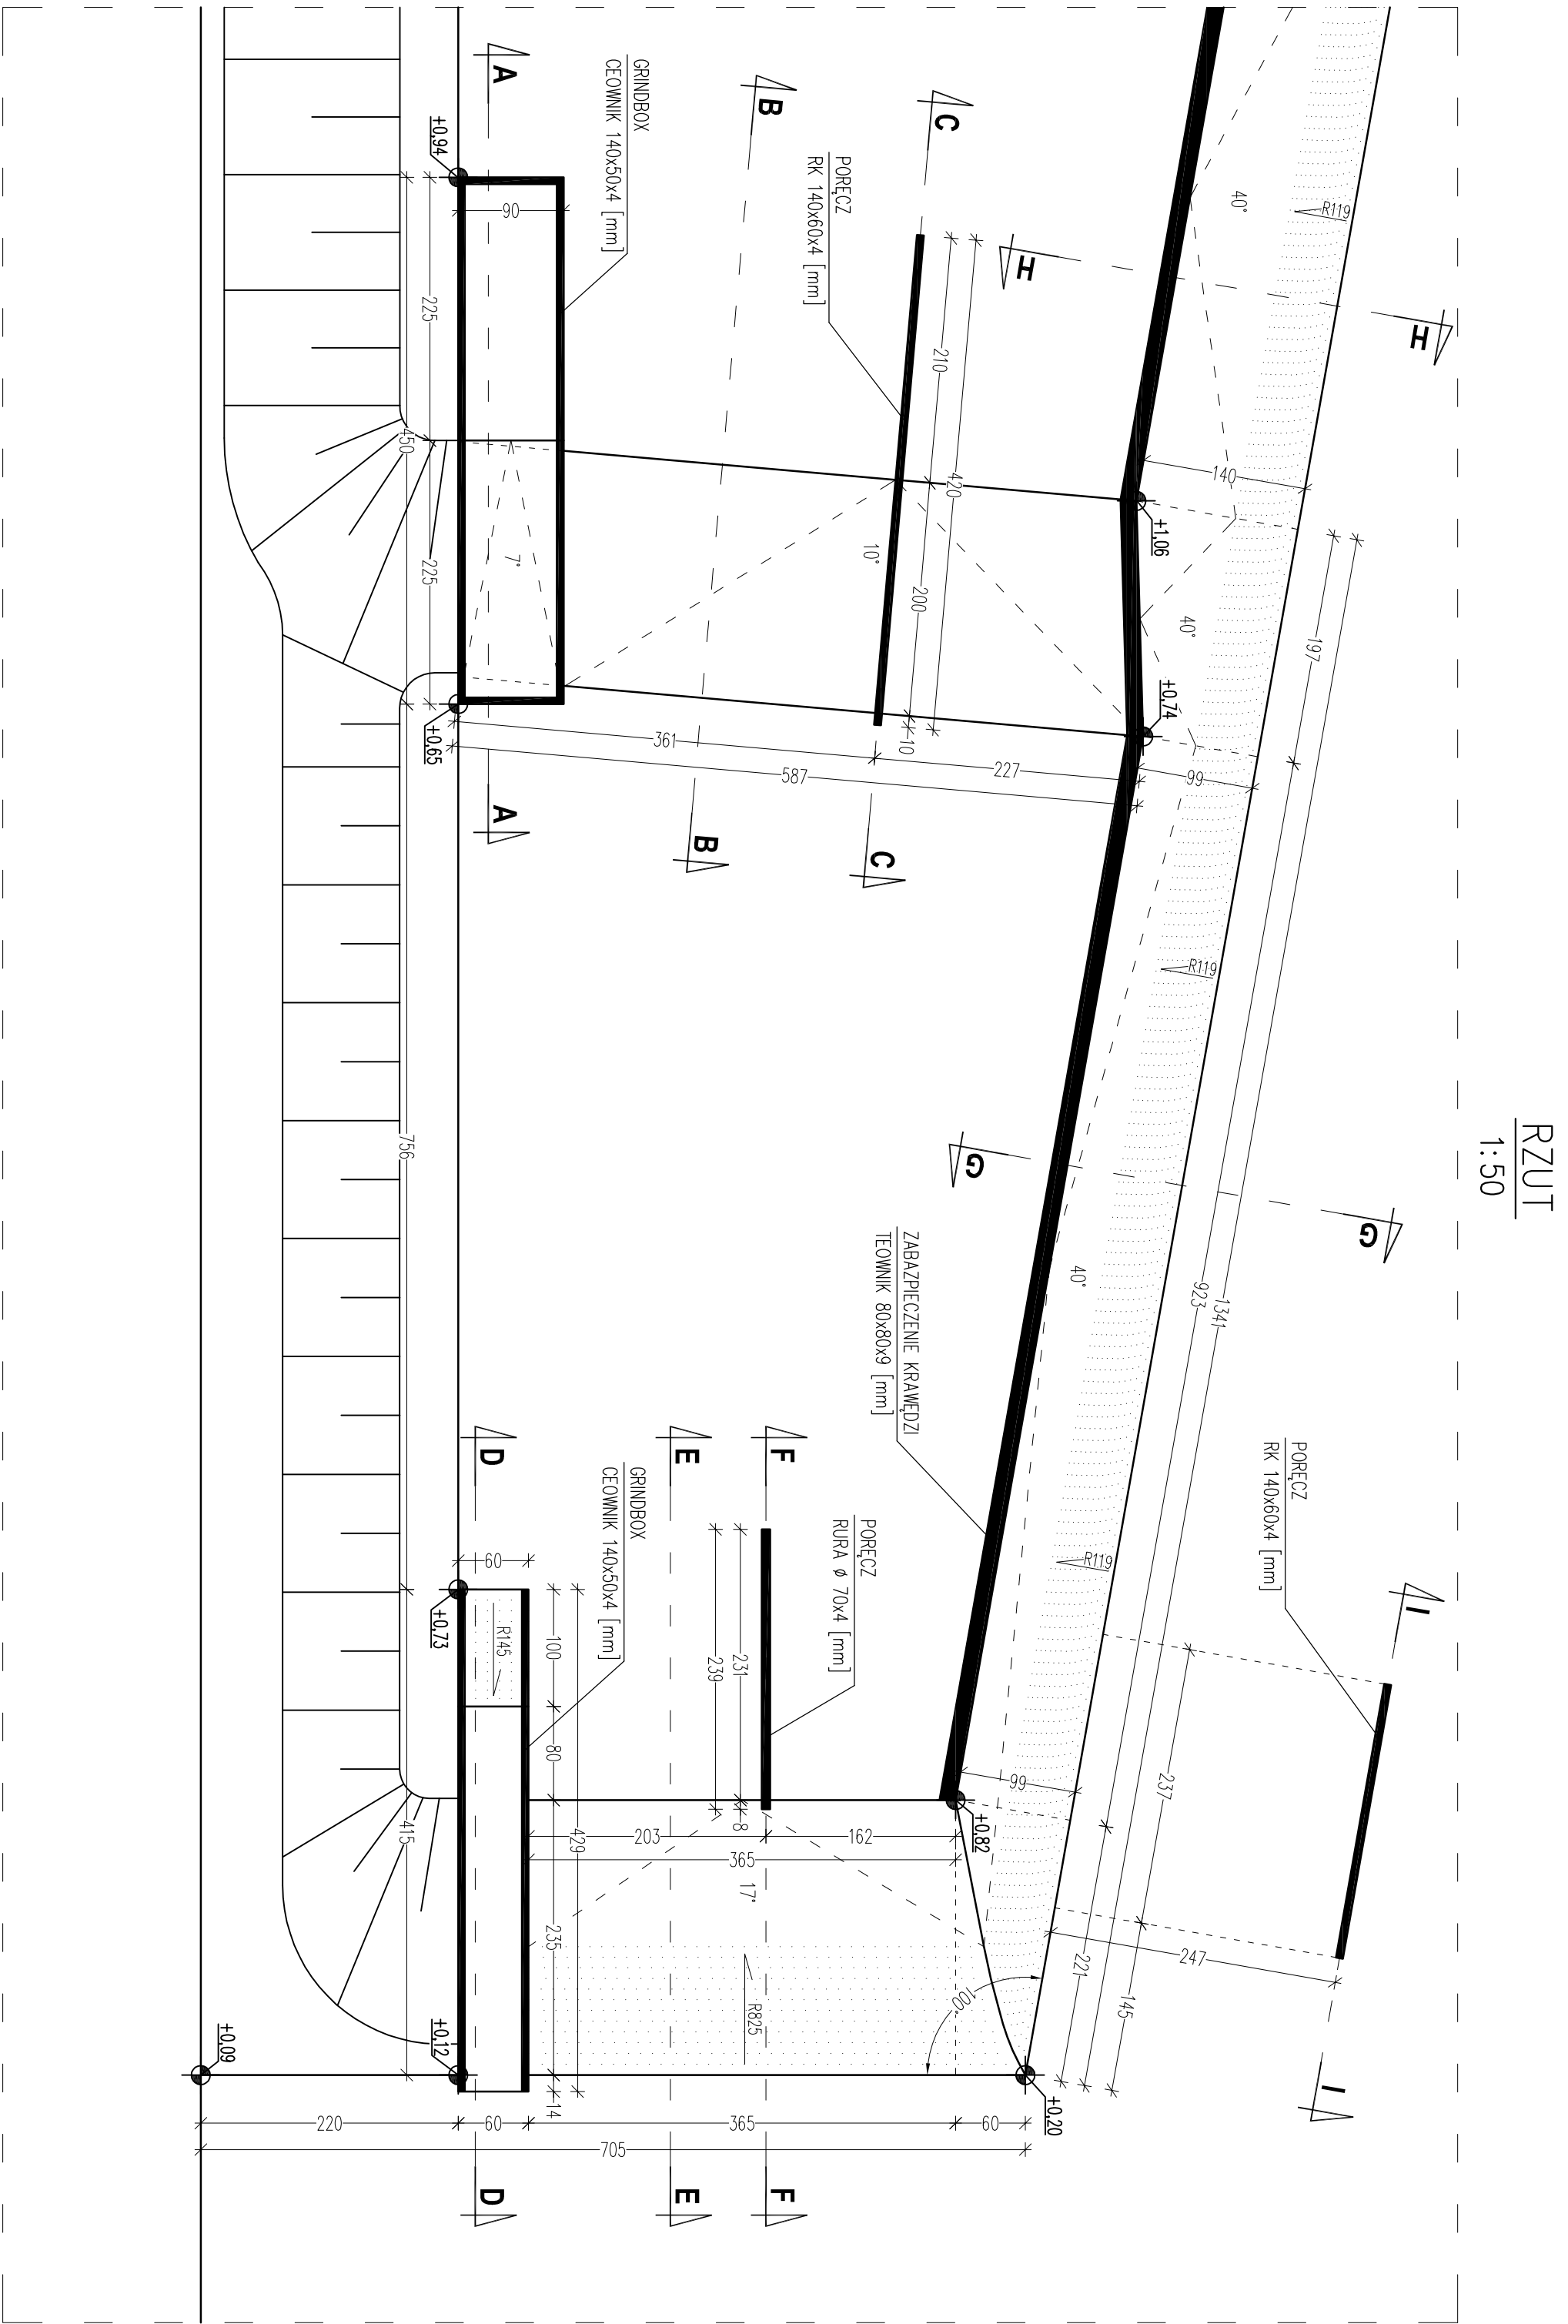 RZUT
1:50
A
B
C
H
H
GRINDBOX
CEOWNIK 140x50x4 [mm]
PORĘCZ
RK 140x60x4 [mm]
+0,94
90
225
450
225
7°
+0,65
A
B
C
210
420
200
10
10°
361
227
587
R119
40°
140
+1,06
40°
+0,74
99
197
R119
1341
923
G
G
40°
756
ZABAZPIECZENIE KRAWĘDZI
TEOWNIK 80x80x9 [mm]
D
E
F
GRINDBOX
CEOWNIK 140x50x4 [mm]
PORĘCZ
RURA Ø 70x4 [mm]
PORĘCZ
RK 140x60x4 [mm]
I
I
R119
60
+0,73
R145
100
80
235
429
14
415
231
239
8
203
162
365
17°
R825
+0,82
99
237
221
145
247
100°
+0,09
+0,12
+0,20
220
60
365
60
705
D
E
F